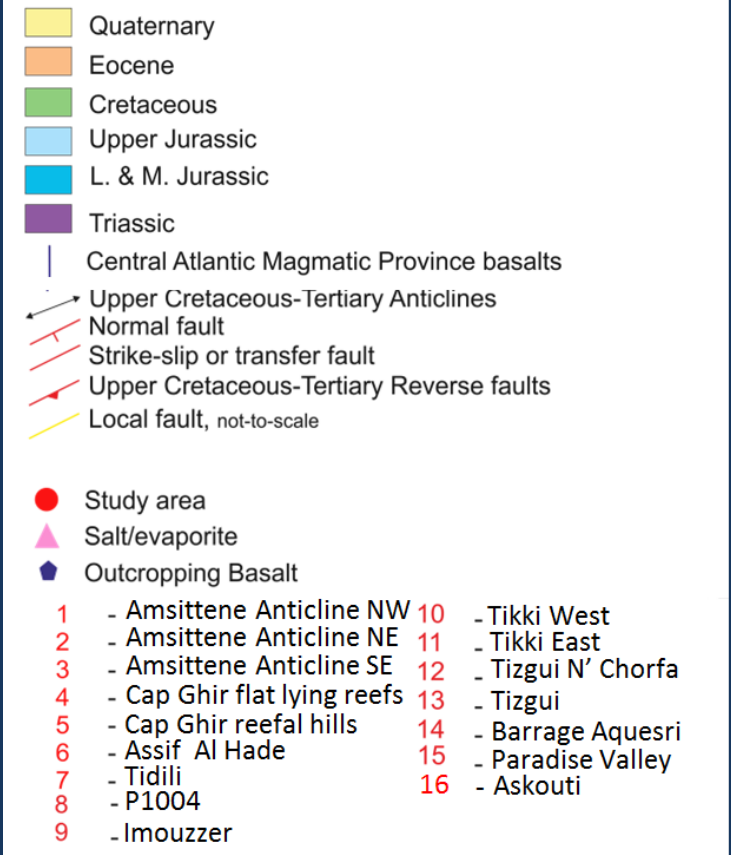 Quaternary
Eocene
Cretaceous
Upper Jurassic
L. & M. Jurassic
Triassic
Central Atlantic Magmatic Province basalts
Upper Cretaceous-Tertiary Anticlines
Normal fault
Strike-slip or transfer fault
Upper Cretaceous-Tertiary Reverse faults
Local fault, not-to-scale
Study area
Salt/evaporite
Outcropping Basalt
1 - Amsittene Anticline NW
2 - Amsittene Anticline NE
3 - Amsittene Anticline SE
4 - Cap Ghir flat lying reefs
5 - Cap Ghir reefal hills
6 - Assif Al Hade
7 - Tidili
8 - P1004
9 - Imouzzer
10 - Tikki West
11 - Tikki East
12 - Tizgui N' Chorfa
13 - Tizgui
14 - Barrage Aquesri
15 - Paradise Valley
16 - Askouti